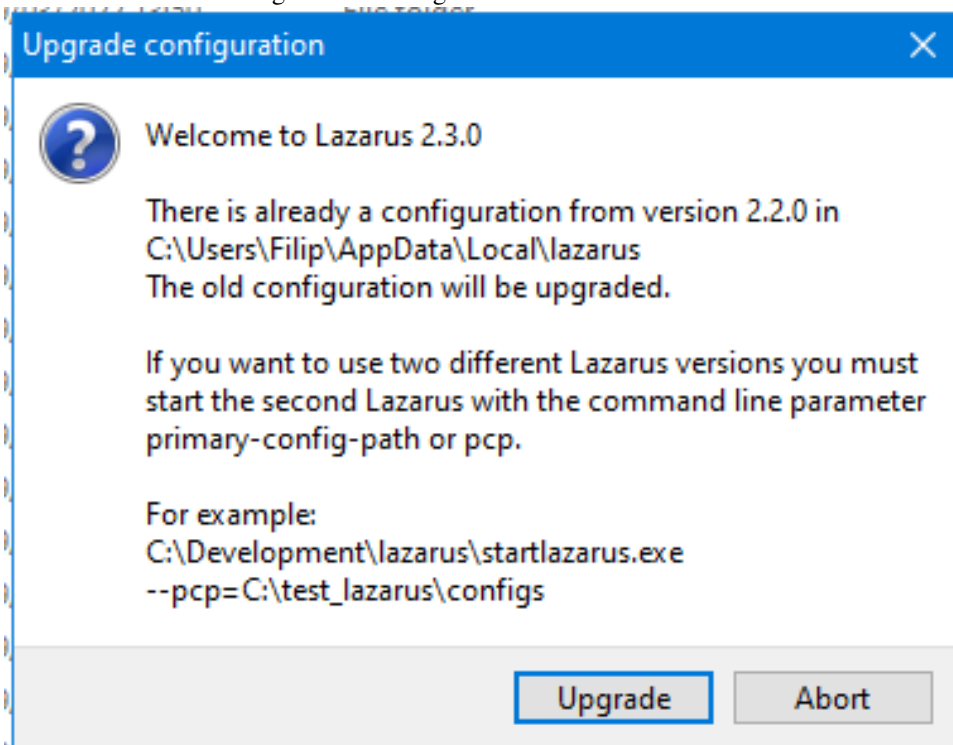 Upgrade configuration
Welcome to Lazarus 2.3.0
There is already a configuration from version 2.2.0 in
C:\Users\Filip\AppData\Local\lazarus
The old configuration will be upgraded.
If you want to use two different Lazarus versions you must
start the second Lazarus with the command line parameter
primary-config-path or pcp.
For example:
C:\Development\lazarus\startlazarus.exe
--pcp=C:\test_lazarus\configs
Upgrade
Abort